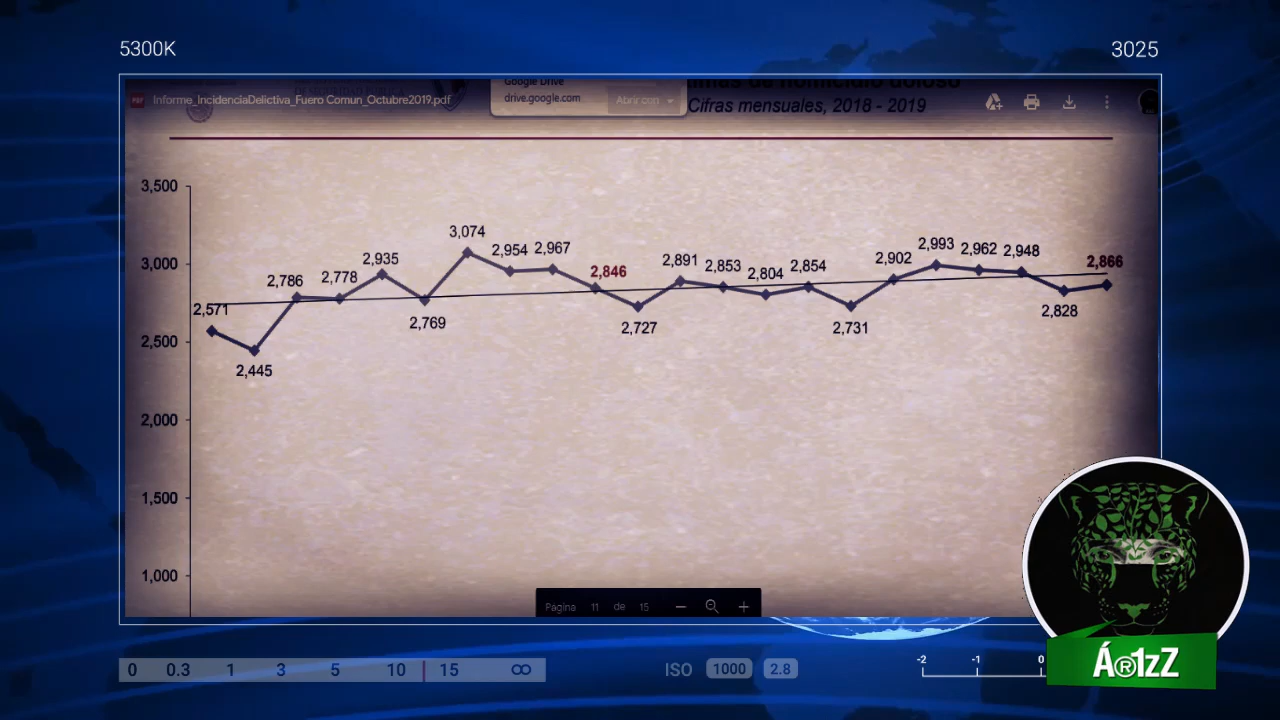 5300K
3025
Google Drive
drive.google.com
Abrir con
Informe_IncidenciaDelictiva_Fuero Comun_Octubre2019.pdf
de homicidio doloso
Cifras mensuales, 2018 - 2019
3,500
3,000
2,500
2,000
1,500
1,000
2,571
2,445
2,786
2,778
2,935
2,769
3,074
2,954
2,967
2,846
2,727
2,891
2,853
2,804
2,854
2,731
2,902
2,993
2,962
2,948
2,828
2,866
Página 11 de 15
0 0.3 1 3 5 10 15 ∞
ISO 1000 2.8
-2 -1 0
Á®1zZ